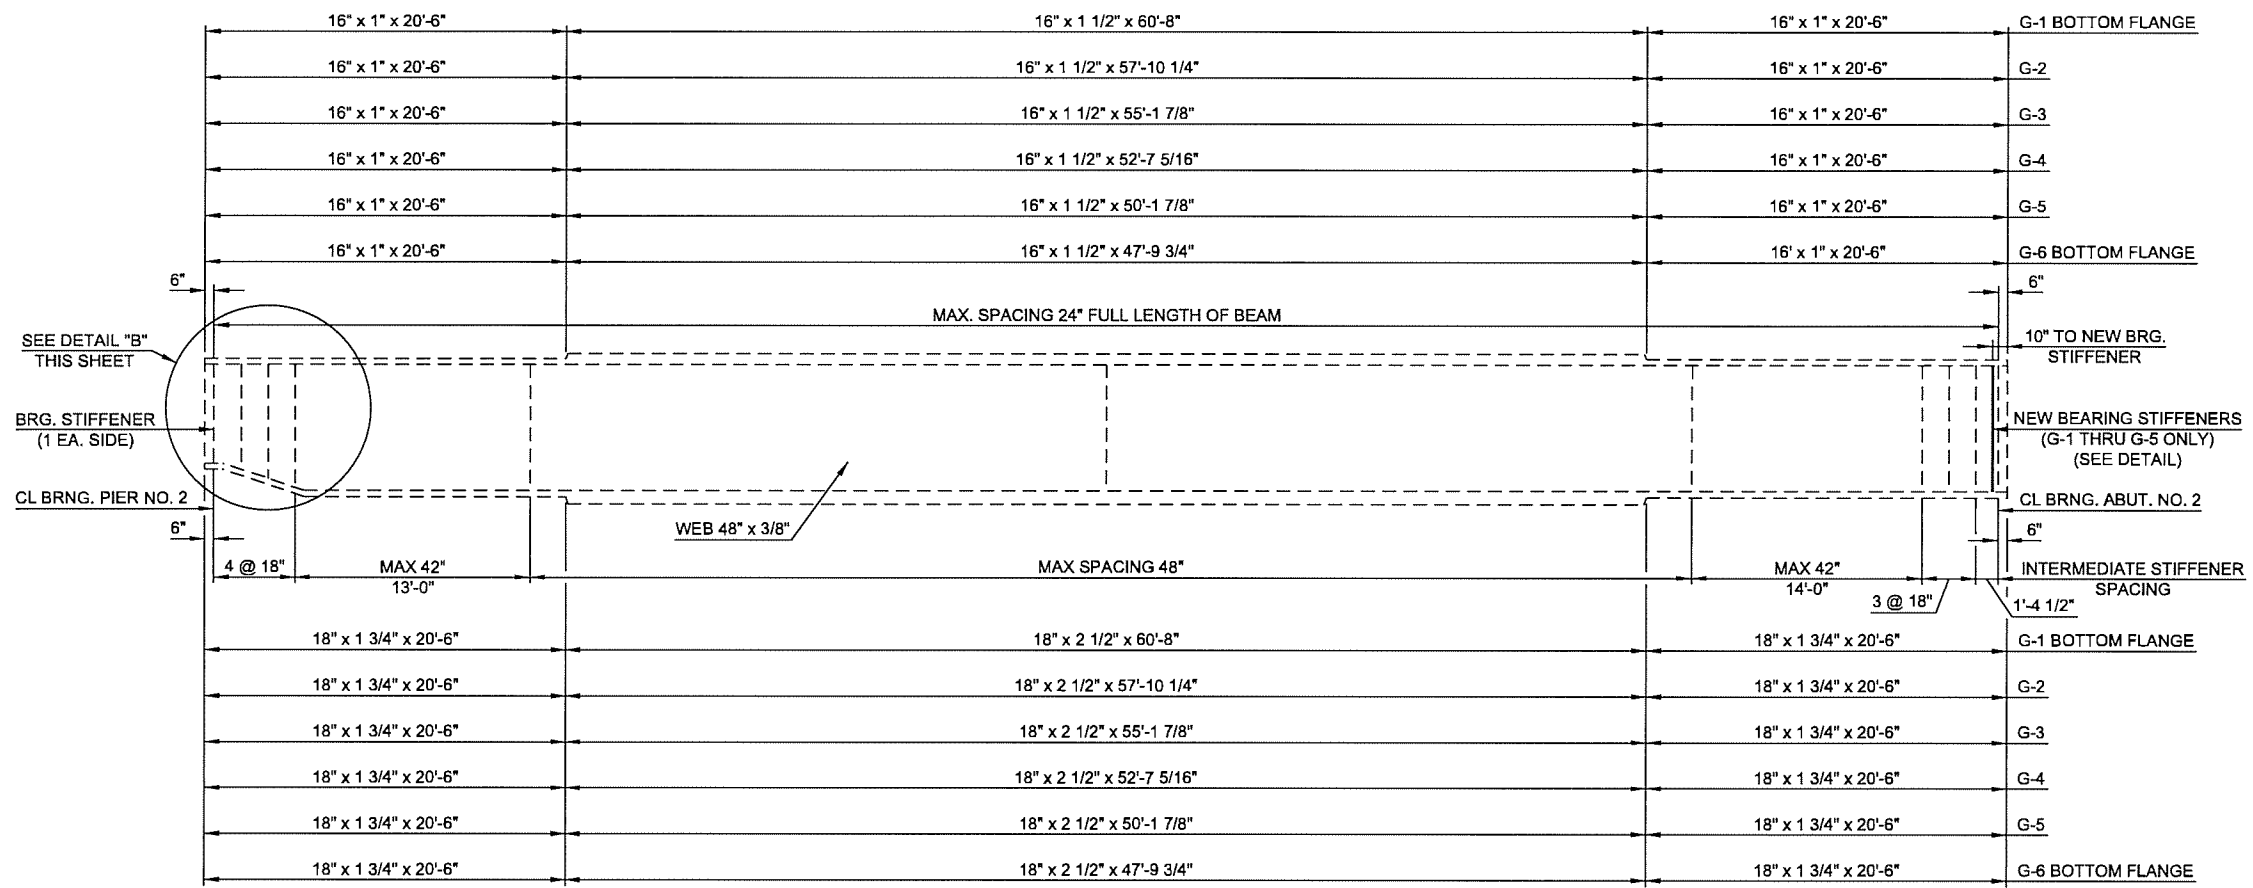 16" x 1" x 20'-6" 16" x 1 1/2" x 60'-8" 16" x 1" x 20'-6" G-1 BOTTOM FLANGE
16" x 1" x 20'-6" 16" x 1 1/2" x 57'-10 1/4" 16" x 1" x 20'-6" G-2
16" x 1" x 20'-6" 16" x 1 1/2" x 55'-1 7/8" 16" x 1" x 20'-6" G-3
16" x 1" x 20'-6" 16" x 1 1/2" x 52'-7 5/16" 16" x 1" x 20'-6" G-4
16" x 1" x 20'-6" 16" x 1 1/2" x 50'-1 7/8" 16" x 1" x 20'-6" G-5
16" x 1" x 20'-6" 16" x 1 1/2" x 47'-9 3/4" 16' x 1" x 20'-6" G-6 BOTTOM FLANGE
6" 6"
MAX. SPACING 24" FULL LENGTH OF BEAM
SEE DETAIL "B"
THIS SHEET
10" TO NEW BRG.
STIFFENER
BRG. STIFFENER
(1 EA. SIDE)
NEW BEARING STIFFENERS
(G-1 THRU G-5 ONLY)
(SEE DETAIL)
CL BRNG. PIER NO. 2
CL BRNG. ABUT. NO. 2
WEB 48" x 3/8"
6" 6"
4 @ 18" MAX 42" MAX SPACING 48" MAX 42" INTERMEDIATE STIFFENER
13'-0" 14'-0" SPACING
3 @ 18" 1'-4 1/2"
18" x 1 3/4" x 20'-6" 18" x 2 1/2" x 60'-8" 18" x 1 3/4" x 20'-6" G-1 BOTTOM FLANGE
18" x 1 3/4" x 20'-6" 18" x 2 1/2" x 57'-10 1/4" 18" x 1 3/4" x 20'-6" G-2
18" x 1 3/4" x 20'-6" 18" x 2 1/2" x 55'-1 7/8" 18" x 1 3/4" x 20'-6" G-3
18" x 1 3/4" x 20'-6" 18" x 2 1/2" x 52'-7 5/16" 18" x 1 3/4" x 20'-6" G-4
18" x 1 3/4" x 20'-6" 18" x 2 1/2" x 50'-1 7/8" 18" x 1 3/4" x 20'-6" G-5
18" x 1 3/4" x 20'-6" 18" x 2 1/2" x 47'-9 3/4" 18" x 1 3/4" x 20'-6" G-6 BOTTOM FLANGE